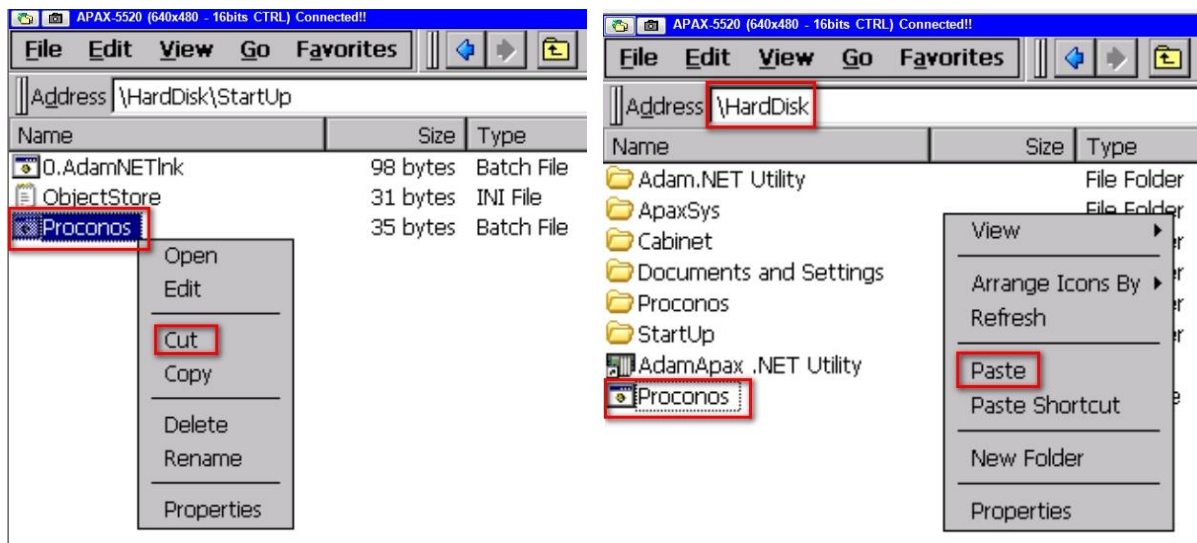 APAX-5520 (640x480 - 16bits CTRL) Connected!!
File Edit View Go Favorites
Address \HardDisk\StartUp
Name Size Type
0.AdamNETlnk 98 bytes Batch File
ObjectStore 31 bytes INI File
Proconos 35 bytes Batch File
Open
Edit
Cut
Copy
Delete
Rename
Properties
APAX-5520 (640x480 - 16bits CTRL) Connected!!
File Edit View Go Favorites
Address \HardDisk
Name Size Type
Adam.NET Utility File Folder
ApaxSys File Folder
Cabinet
Documents and Settings
Proconos
StartUp
AdamApax .NET Utility
Proconos
View
Arrange Icons By
Refresh
Paste
Paste Shortcut
New Folder
Properties